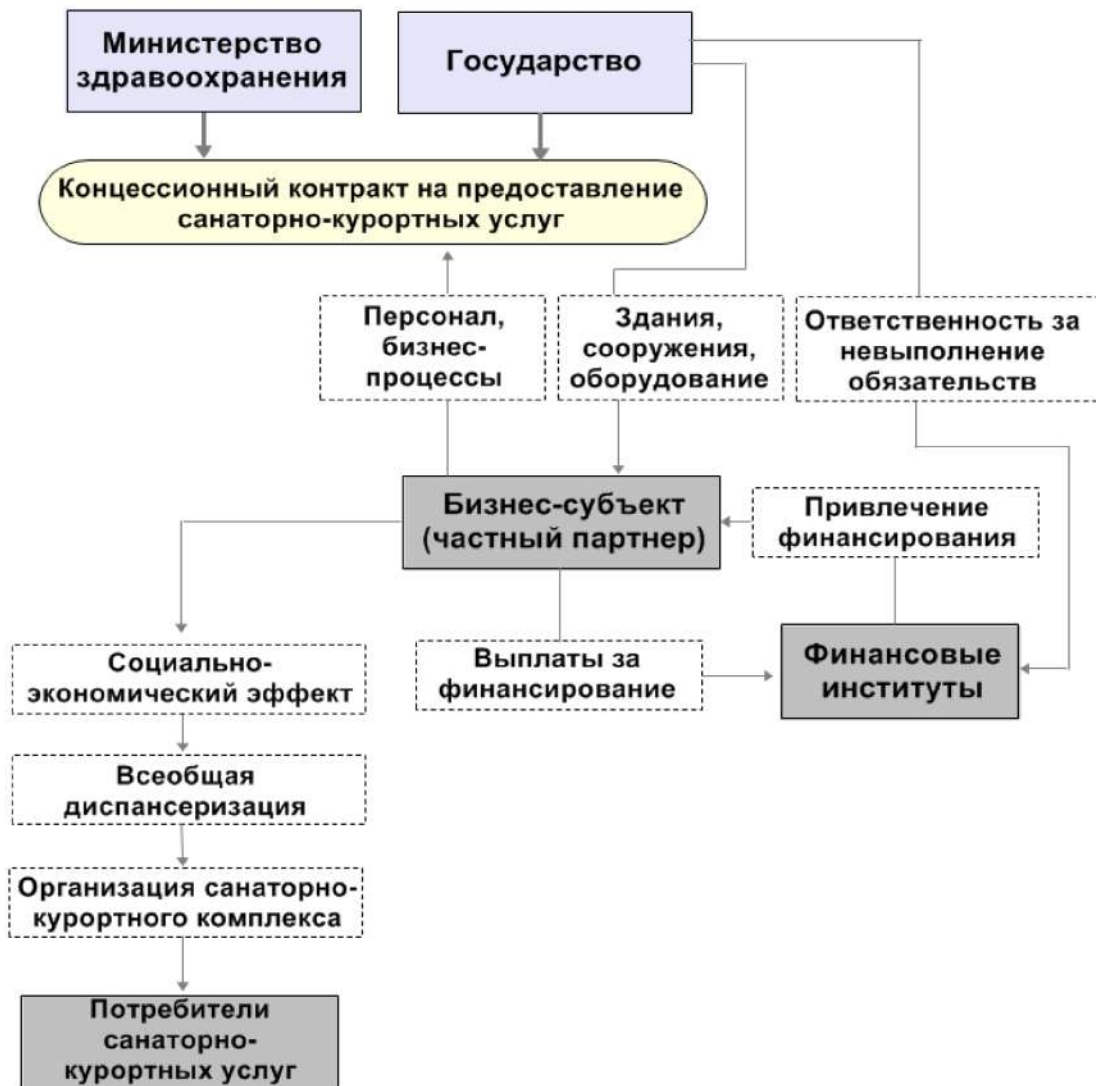 Министерство
здравоохранения
Государство
Концессионный контракт на предоставление
санаторно-курортных услуг
Персонал,
бизнес-
процессы
Здания,
сооружения,
оборудование
Ответственность за
невыполнение
обязательств
Бизнес-субъект
(частный партнер)
Привлечение
финансирования
Социально-
экономический эффект
Выплаты за
финансирование
Финансовые
институты
Всеобщая
диспансеризация
Организация санаторно-
курортного комплекса
Потребители
санаторно-
курортных услуг